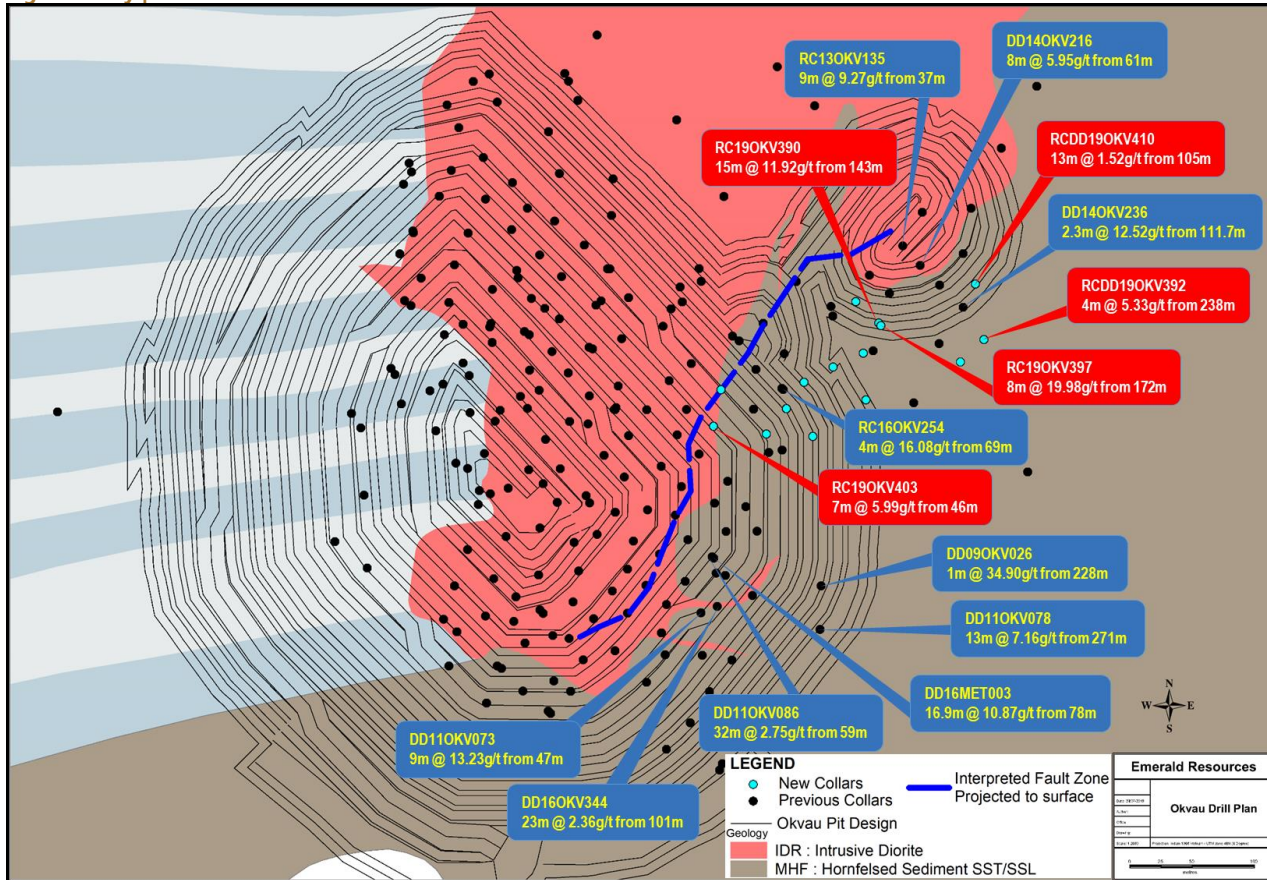 RC13OKV135
9m @ 9.27g/t from 37m
DD14OKV216
8m @ 5.95g/t from 61m
RC19OKV390
15m @ 11.92g/t from 143m
RCDD19OKV410
13m @ 1.52g/t from 105m
DD14OKV236
2.3m @ 12.52g/t from 111.7m
RCDD19OKV392
4m @ 5.33g/t from 238m
RC19OKV397
8m @ 19.98g/t from 172m
RC16OKV254
4m @ 16.08g/t from 69m
RC19OKV403
7m @ 5.99g/t from 46m
DD09OKV026
1m @ 34.90g/t from 228m
DD11OKV078
13m @ 7.16g/t from 271m
DD16MET003
16.9m @ 10.87g/t from 78m
DD11OKV086
32m @ 2.75g/t from 59m
DD11OKV073
9m @ 13.23g/t from 47m
DD16OKV344
23m @ 2.36g/t from 101m
N
W E
S
LEGEND
New Collars
Previous Collars
Okvau Pit Design
Geology
IDR : Intrusive Diorite
MHF : Hornfelsed Sediment SST/SSL
Interpreted Fault Zone
Projected to surface
Emerald Resources
Okvau Drill Plan
0 25 50 100
metres